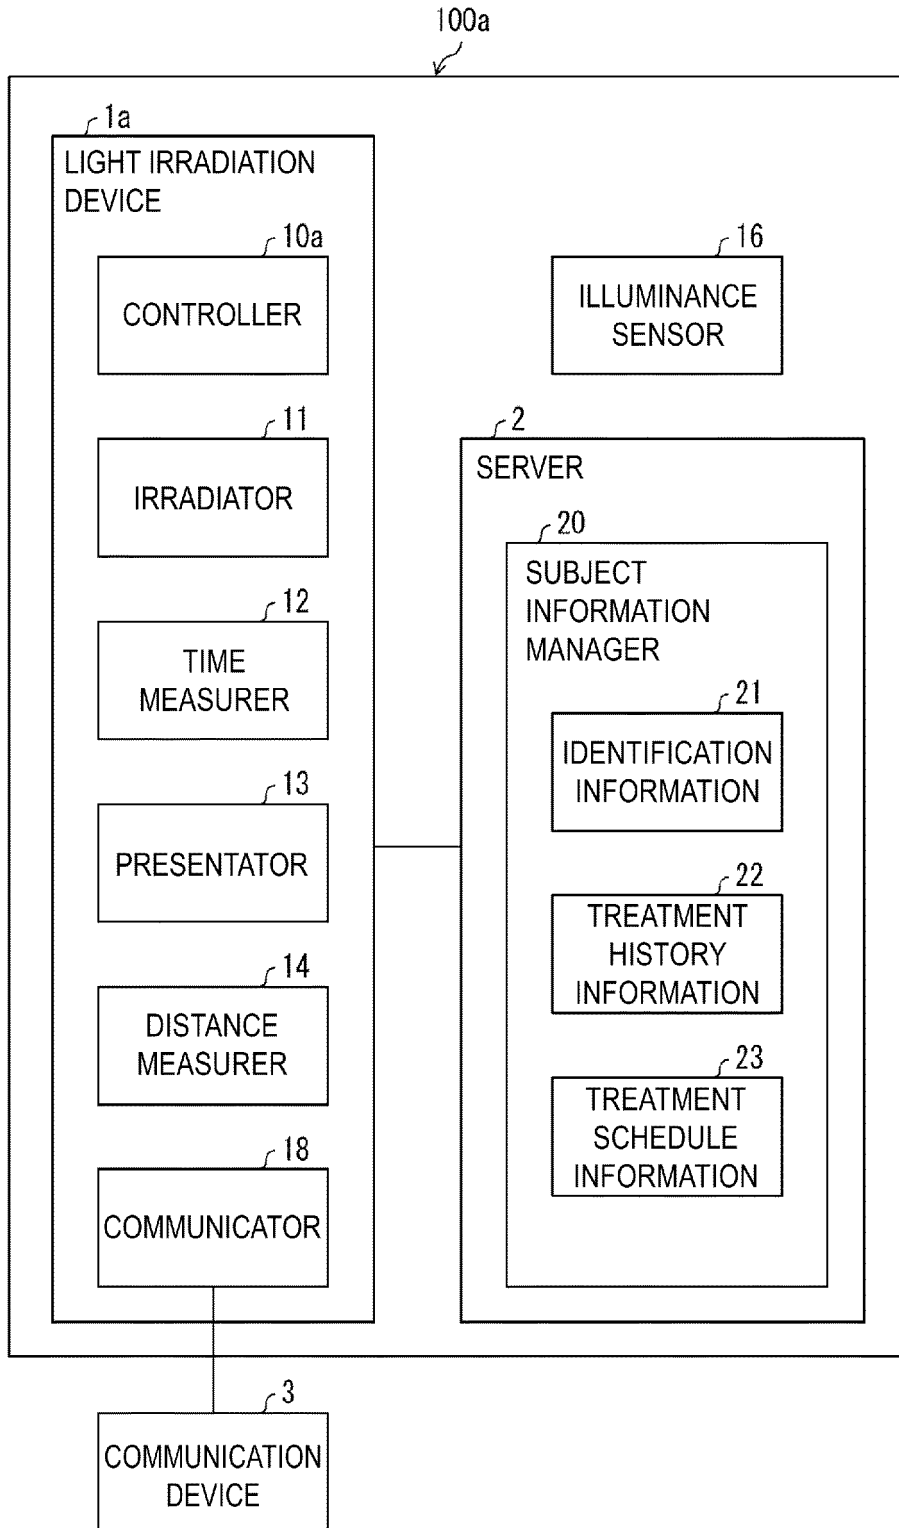 100a
1a
LIGHT IRRADIATION
DEVICE
10a
CONTROLLER
16
ILLUMINANCE
SENSOR
11
IRRADIATOR
2
SERVER
20
SUBJECT
INFORMATION
MANAGER
12
TIME
MEASURER
21
IDENTIFICATION
INFORMATION
13
PRESENTATOR
22
TREATMENT
HISTORY
INFORMATION
14
DISTANCE
MEASURER
23
TREATMENT
SCHEDULE
INFORMATION
18
COMMUNICATOR
3
COMMUNICATION
DEVICE